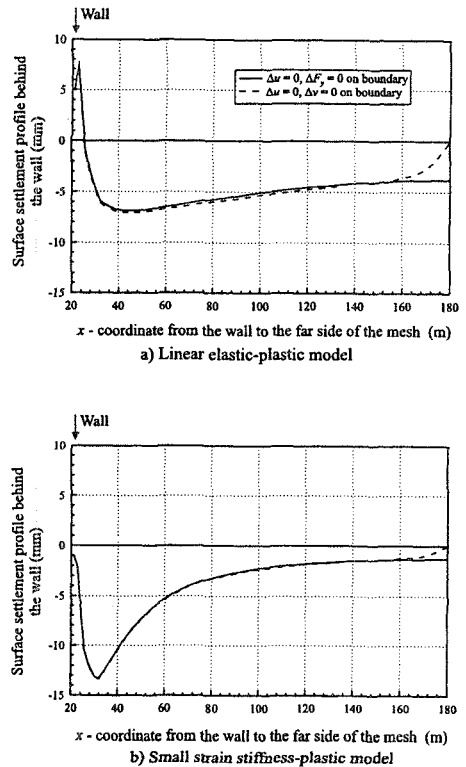 Wall
10
5
0
-5
-10
-15
Surface settlement profile behind
the wall (mm)
Δu = 0, ΔFy = 0 on boundary
Δu = 0, Δv = 0 on boundary
20 40 60 80 100 120 140 160 180
x - coordinate from the wall to the far side of the mesh (m)
a) Linear elastic-plastic model
Wall
10
5
0
-5
-10
-15
Surface settlement profile behind
the wall (mm)
20 40 60 80 100 120 140 160 180
x - coordinate from the wall to the far side of the mesh (m)
b) Small strain stiffness-plastic model